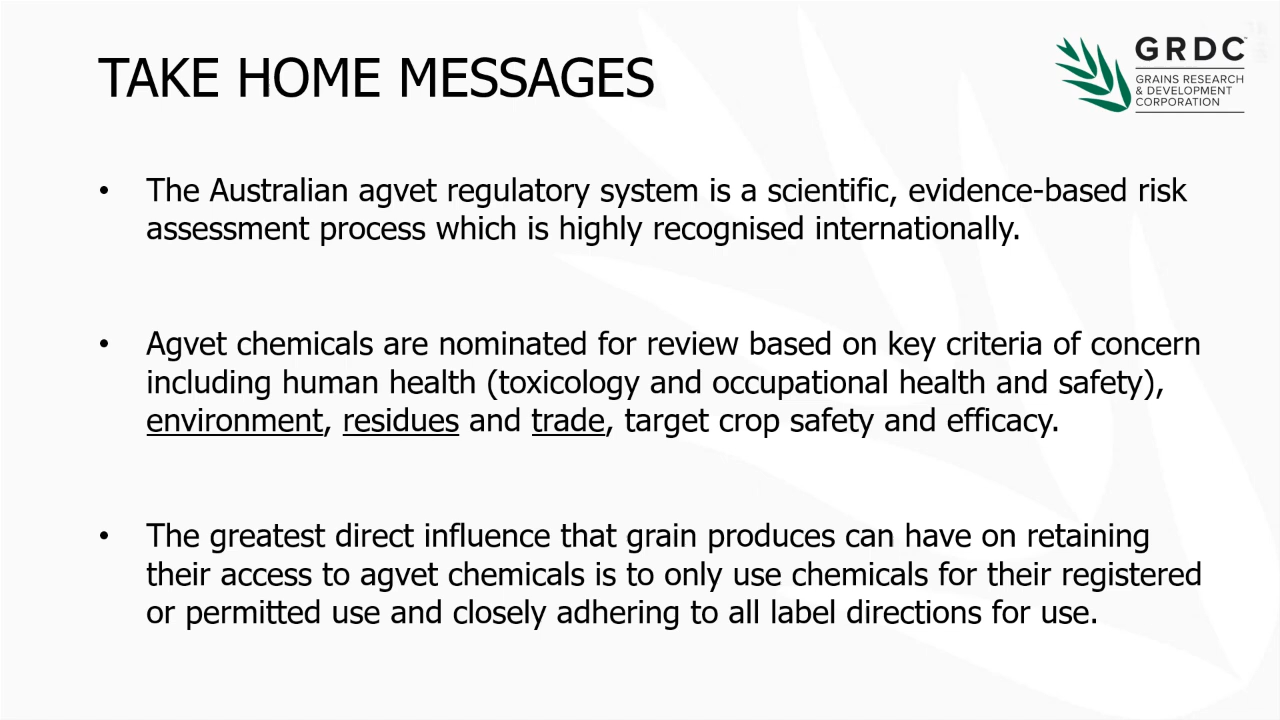 TAKE HOME MESSAGES
GRDC™
GRAINS RESEARCH
& DEVELOPMENT
CORPORATION
• The Australian agvet regulatory system is a scientific, evidence-based risk
assessment process which is highly recognised internationally.
• Agvet chemicals are nominated for review based on key criteria of concern
including human health (toxicology and occupational health and safety),
environment, residues and trade, target crop safety and efficacy.
• The greatest direct influence that grain produces can have on retaining
their access to agvet chemicals is to only use chemicals for their registered
or permitted use and closely adhering to all label directions for use.